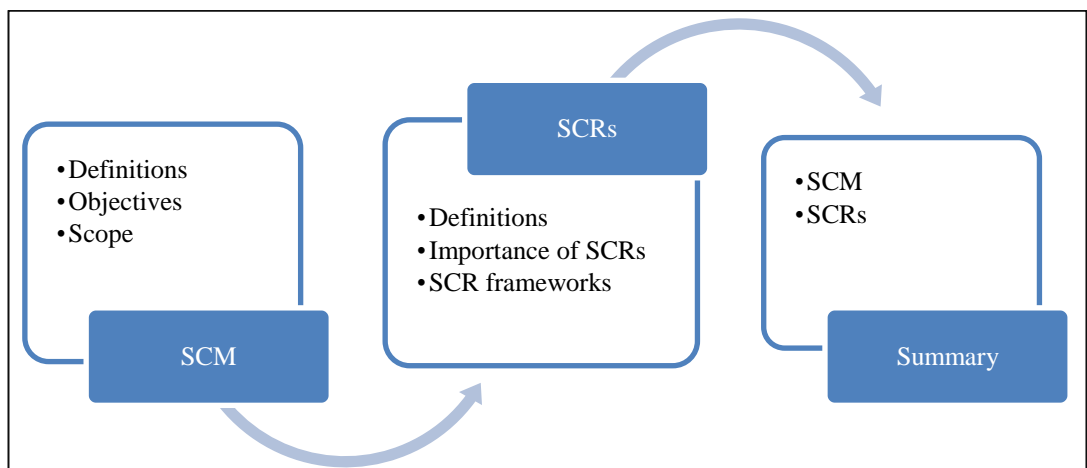 •Definitions
•Objectives
•Scope
SCM
SCRs
•Definitions
•Importance of SCRs
•SCR frameworks
•SCM
•SCRs
Summary